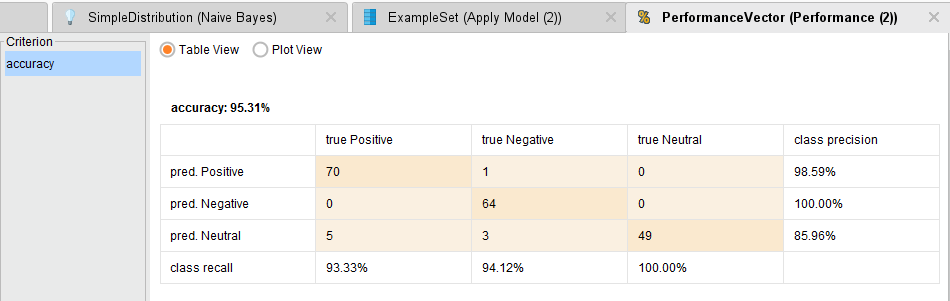 SimpleDistribution (Naive Bayes) ExampleSet (Apply Model (2)) PerformanceVector (Performance (2))
Criterion
accuracy
Table View Plot View
accuracy: 95.31%
true Positive true Negative true Neutral class precision
pred. Positive 70 1 0 98.59%
pred. Negative 0 64 0 100.00%
pred. Neutral 5 3 49 85.96%
class recall 93.33% 94.12% 100.00%